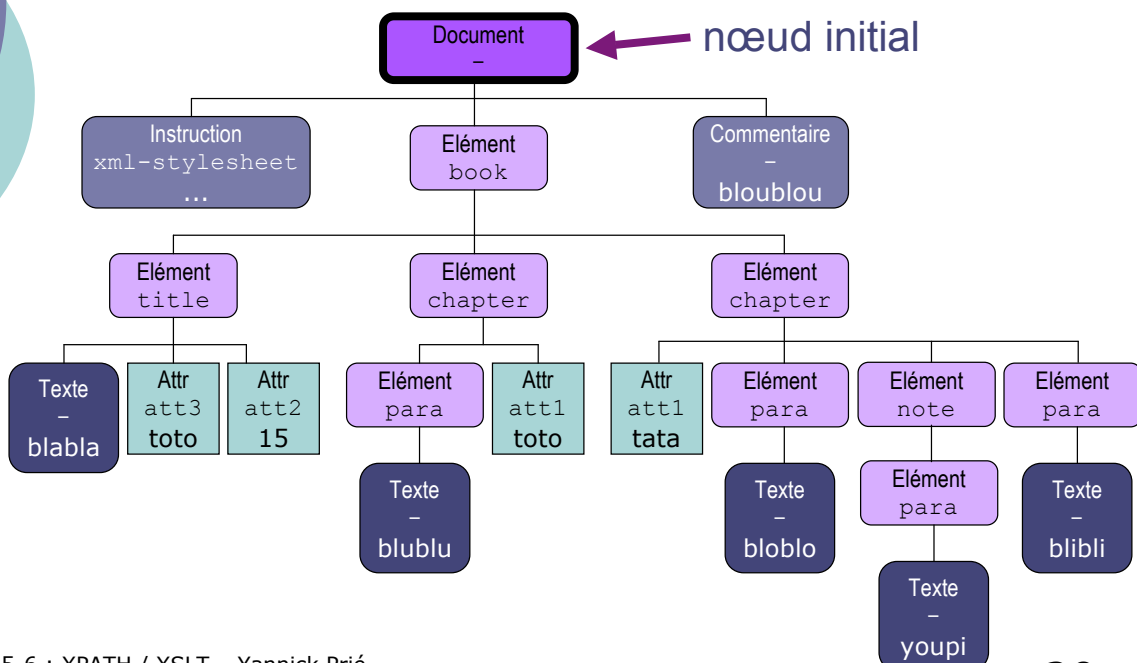 Document
–
nœud initial
Instruction
xml-stylesheet
...
Elément
book
Commentaire
–
bloublou
Elément
title
Elément
chapter
Elément
chapter
Texte
–
blabla
Attr
att3
toto
Attr
att2
15
Elément
para
Attr
att1
toto
Attr
att1
tata
Elément
para
Elément
note
Elément
para
Texte
–
blublu
Texte
–
bloblo
Elément
para
Texte
–
blibli
Texte
–
youpi
5-6 : XPATH / XSLT – Yannick Prié